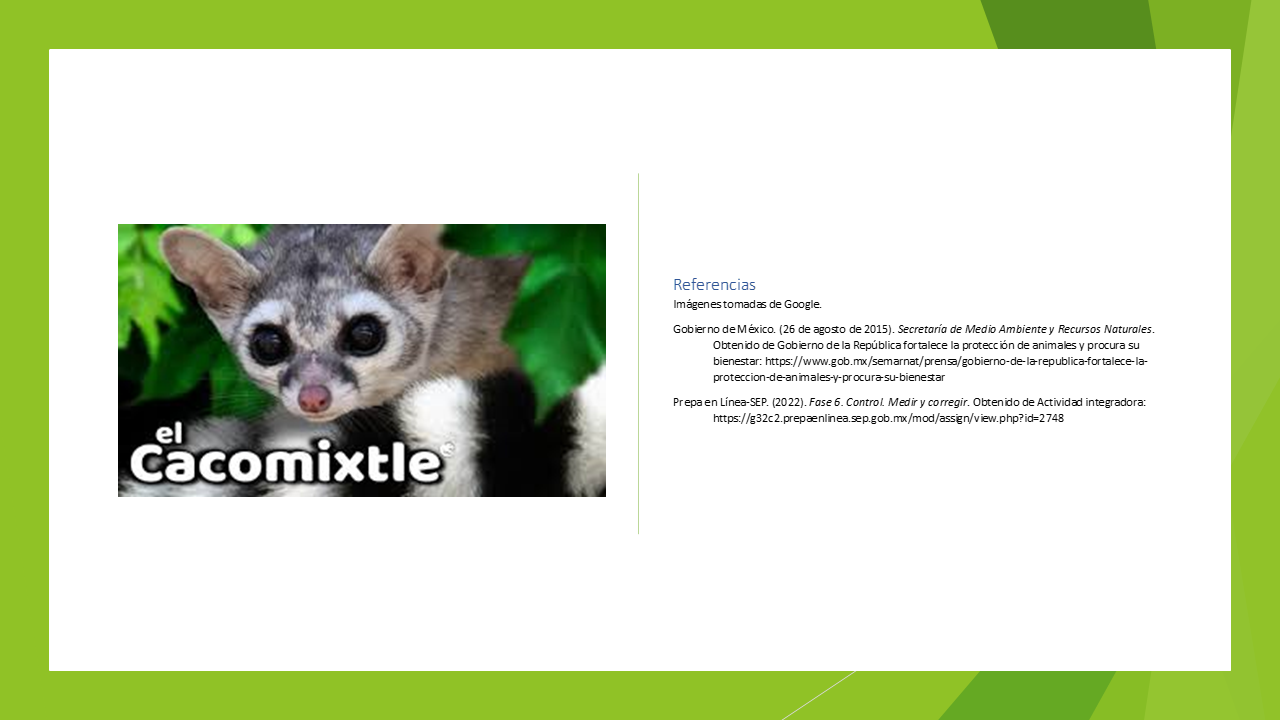 el
Cacomixtle
Referencias
Imágenes tomadas de Google.
Gobierno de México. (26 de agosto de 2015). Secretaría de Medio Ambiente y Recursos Naturales.
Obtenido de Gobierno de la República fortalece la protección de animales y procura su
bienestar: https://www.gob.mx/semarnat/prensa/gobierno-de-la-republica-fortalece-la-
proteccion-de-animales-y-procura-su-bienestar
Prepa en Línea-SEP. (2022). Fase 6. Control. Medir y corregir. Obtenido de Actividad integradora:
https://g32c2.prepaenlinea.sep.gob.mx/mod/assign/view.php?id=2748